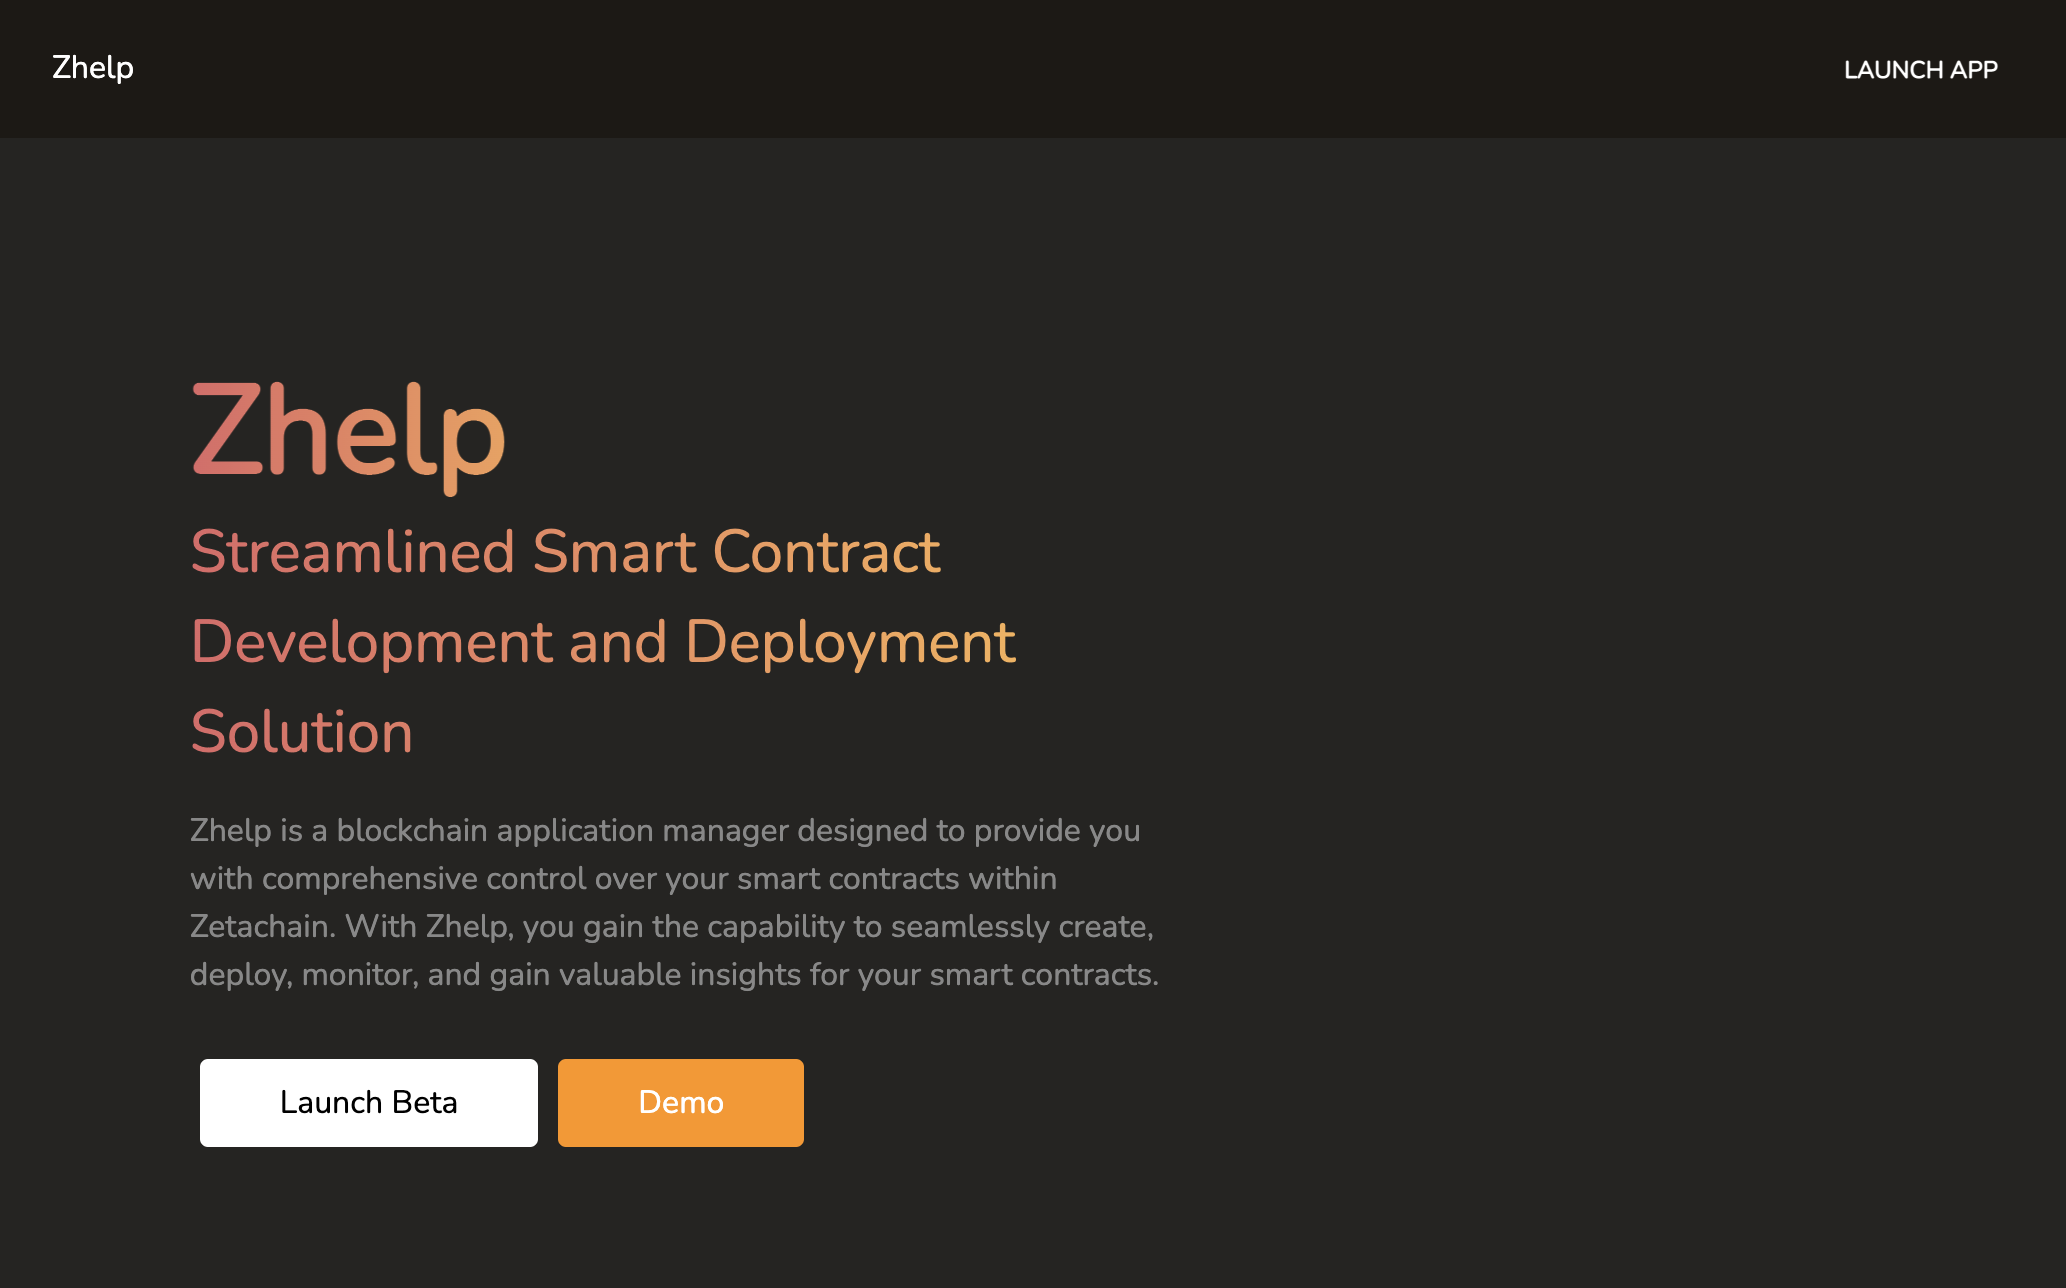 Zhelp
LAUNCH APP
Zhelp
Streamlined Smart Contract
Development and Deployment
Solution
Zhelp is a blockchain application manager designed to provide you
with comprehensive control over your smart contracts within
Zetachain. With Zhelp, you gain the capability to seamlessly create,
deploy, monitor, and gain valuable insights for your smart contracts.
Launch Beta
Demo